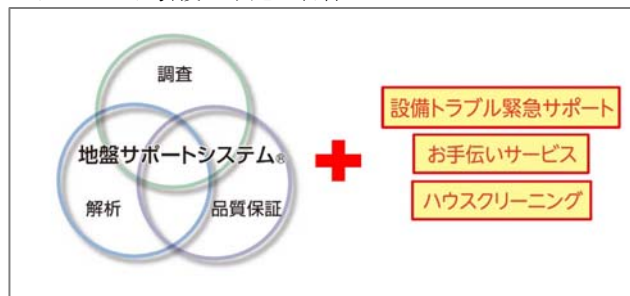 調査
地盤サポートシステム®
解析
品質保証
設備トラブル緊急サポート
お手伝いサービス
ハウスクリーニング